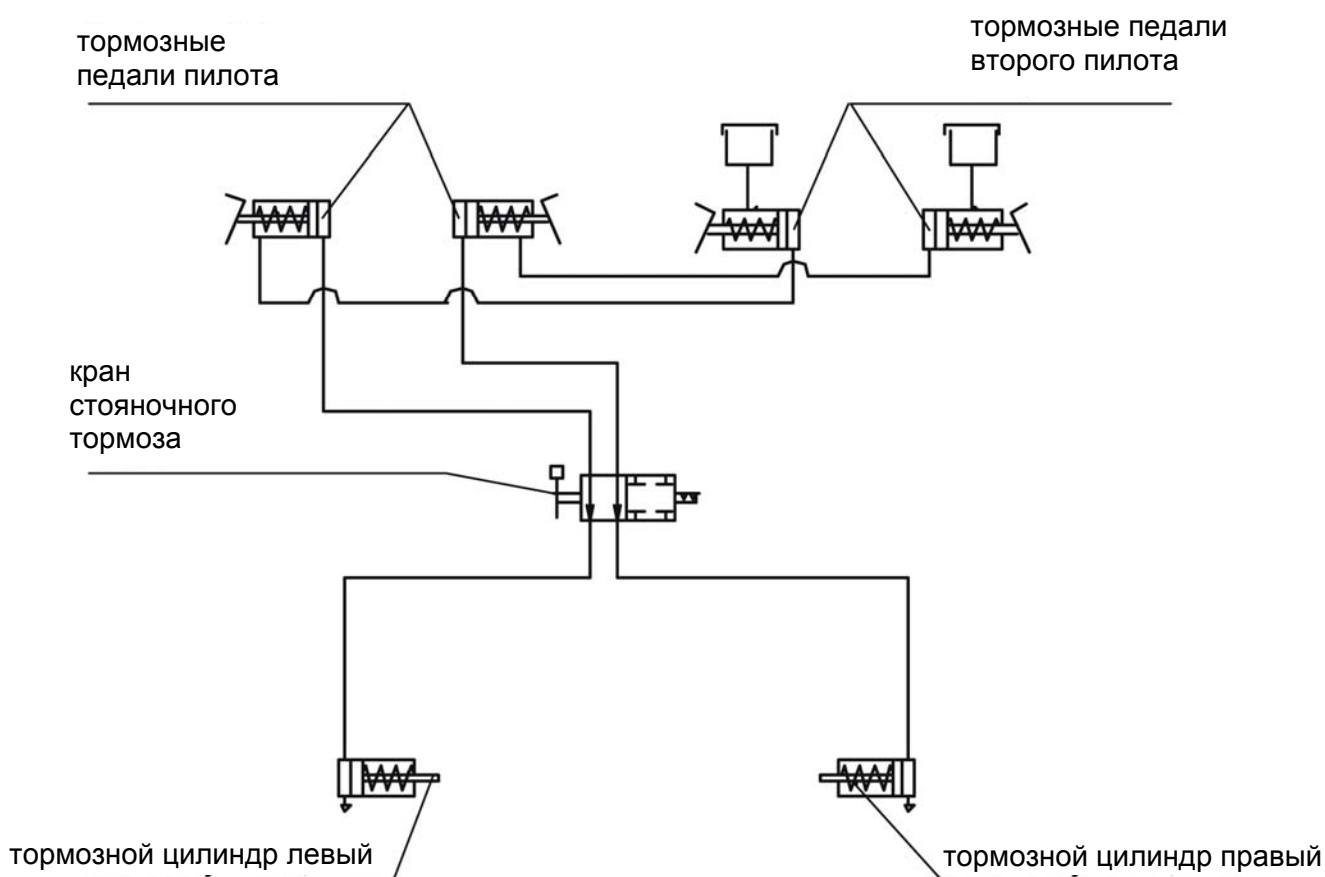 тормозные
педали пилота
тормозные педали
второго пилота
кран
стояночного
тормоза
тормозной цилиндр левый
тормозной цилиндр правый